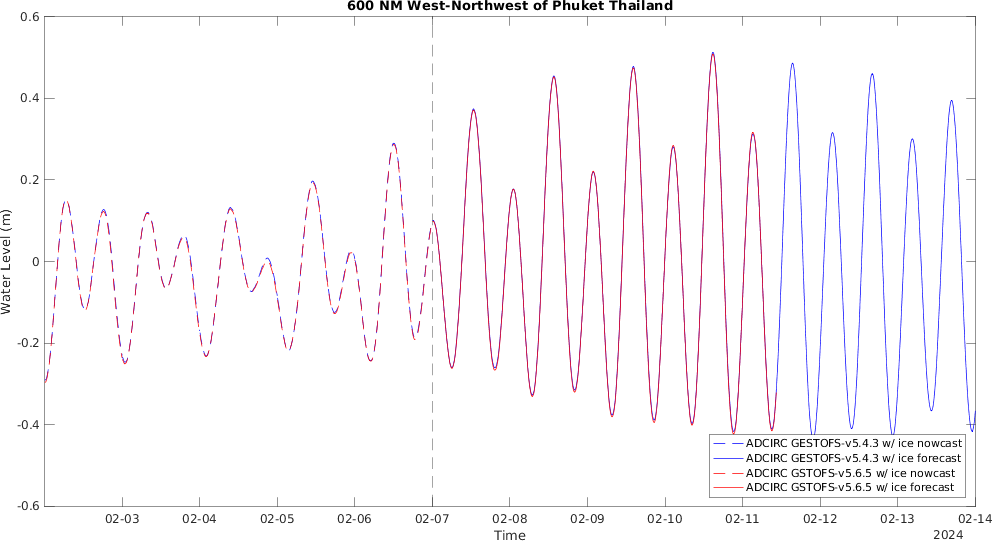 600 NM West-Northwest of Phuket Thailand
Water Level (m)
0.6
0.4
0.2
0
-0.2
-0.4
-0.6
ADCIRC GESTOFS-v5.4.3 w/ ice nowcast
ADCIRC GESTOFS-v5.4.3 w/ ice forecast
ADCIRC GSTOFS-v5.6.5 w/ ice nowcast
ADCIRC GSTOFS-v5.6.5 w/ ice forecast
02-03 02-04 02-05 02-06 02-07 02-08 02-09 02-10 02-11 02-12 02-13 02-14
Time
2024